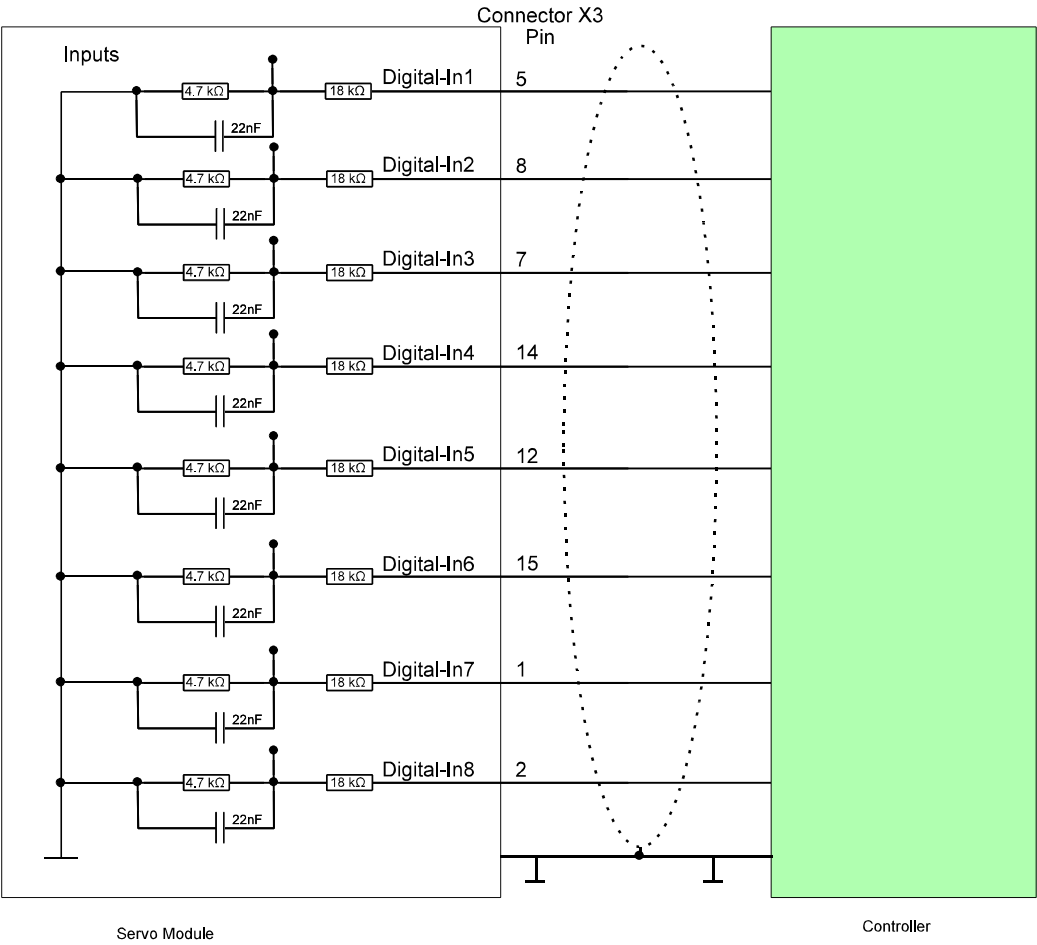 Connector X3
Pin
Inputs
4.7 kΩ 18 kΩ Digital-In1 5
22nF
4.7 kΩ 18 kΩ Digital-In2 8
22nF
4.7 kΩ 18 kΩ Digital-In3 7
22nF
4.7 kΩ 18 kΩ Digital-In4 14
22nF
4.7 kΩ 18 kΩ Digital-In5 12
22nF
4.7 kΩ 18 kΩ Digital-In6 15
22nF
4.7 kΩ 18 kΩ Digital-In7 1
22nF
4.7 kΩ 18 kΩ Digital-In8 2
22nF
Servo Module
Controller